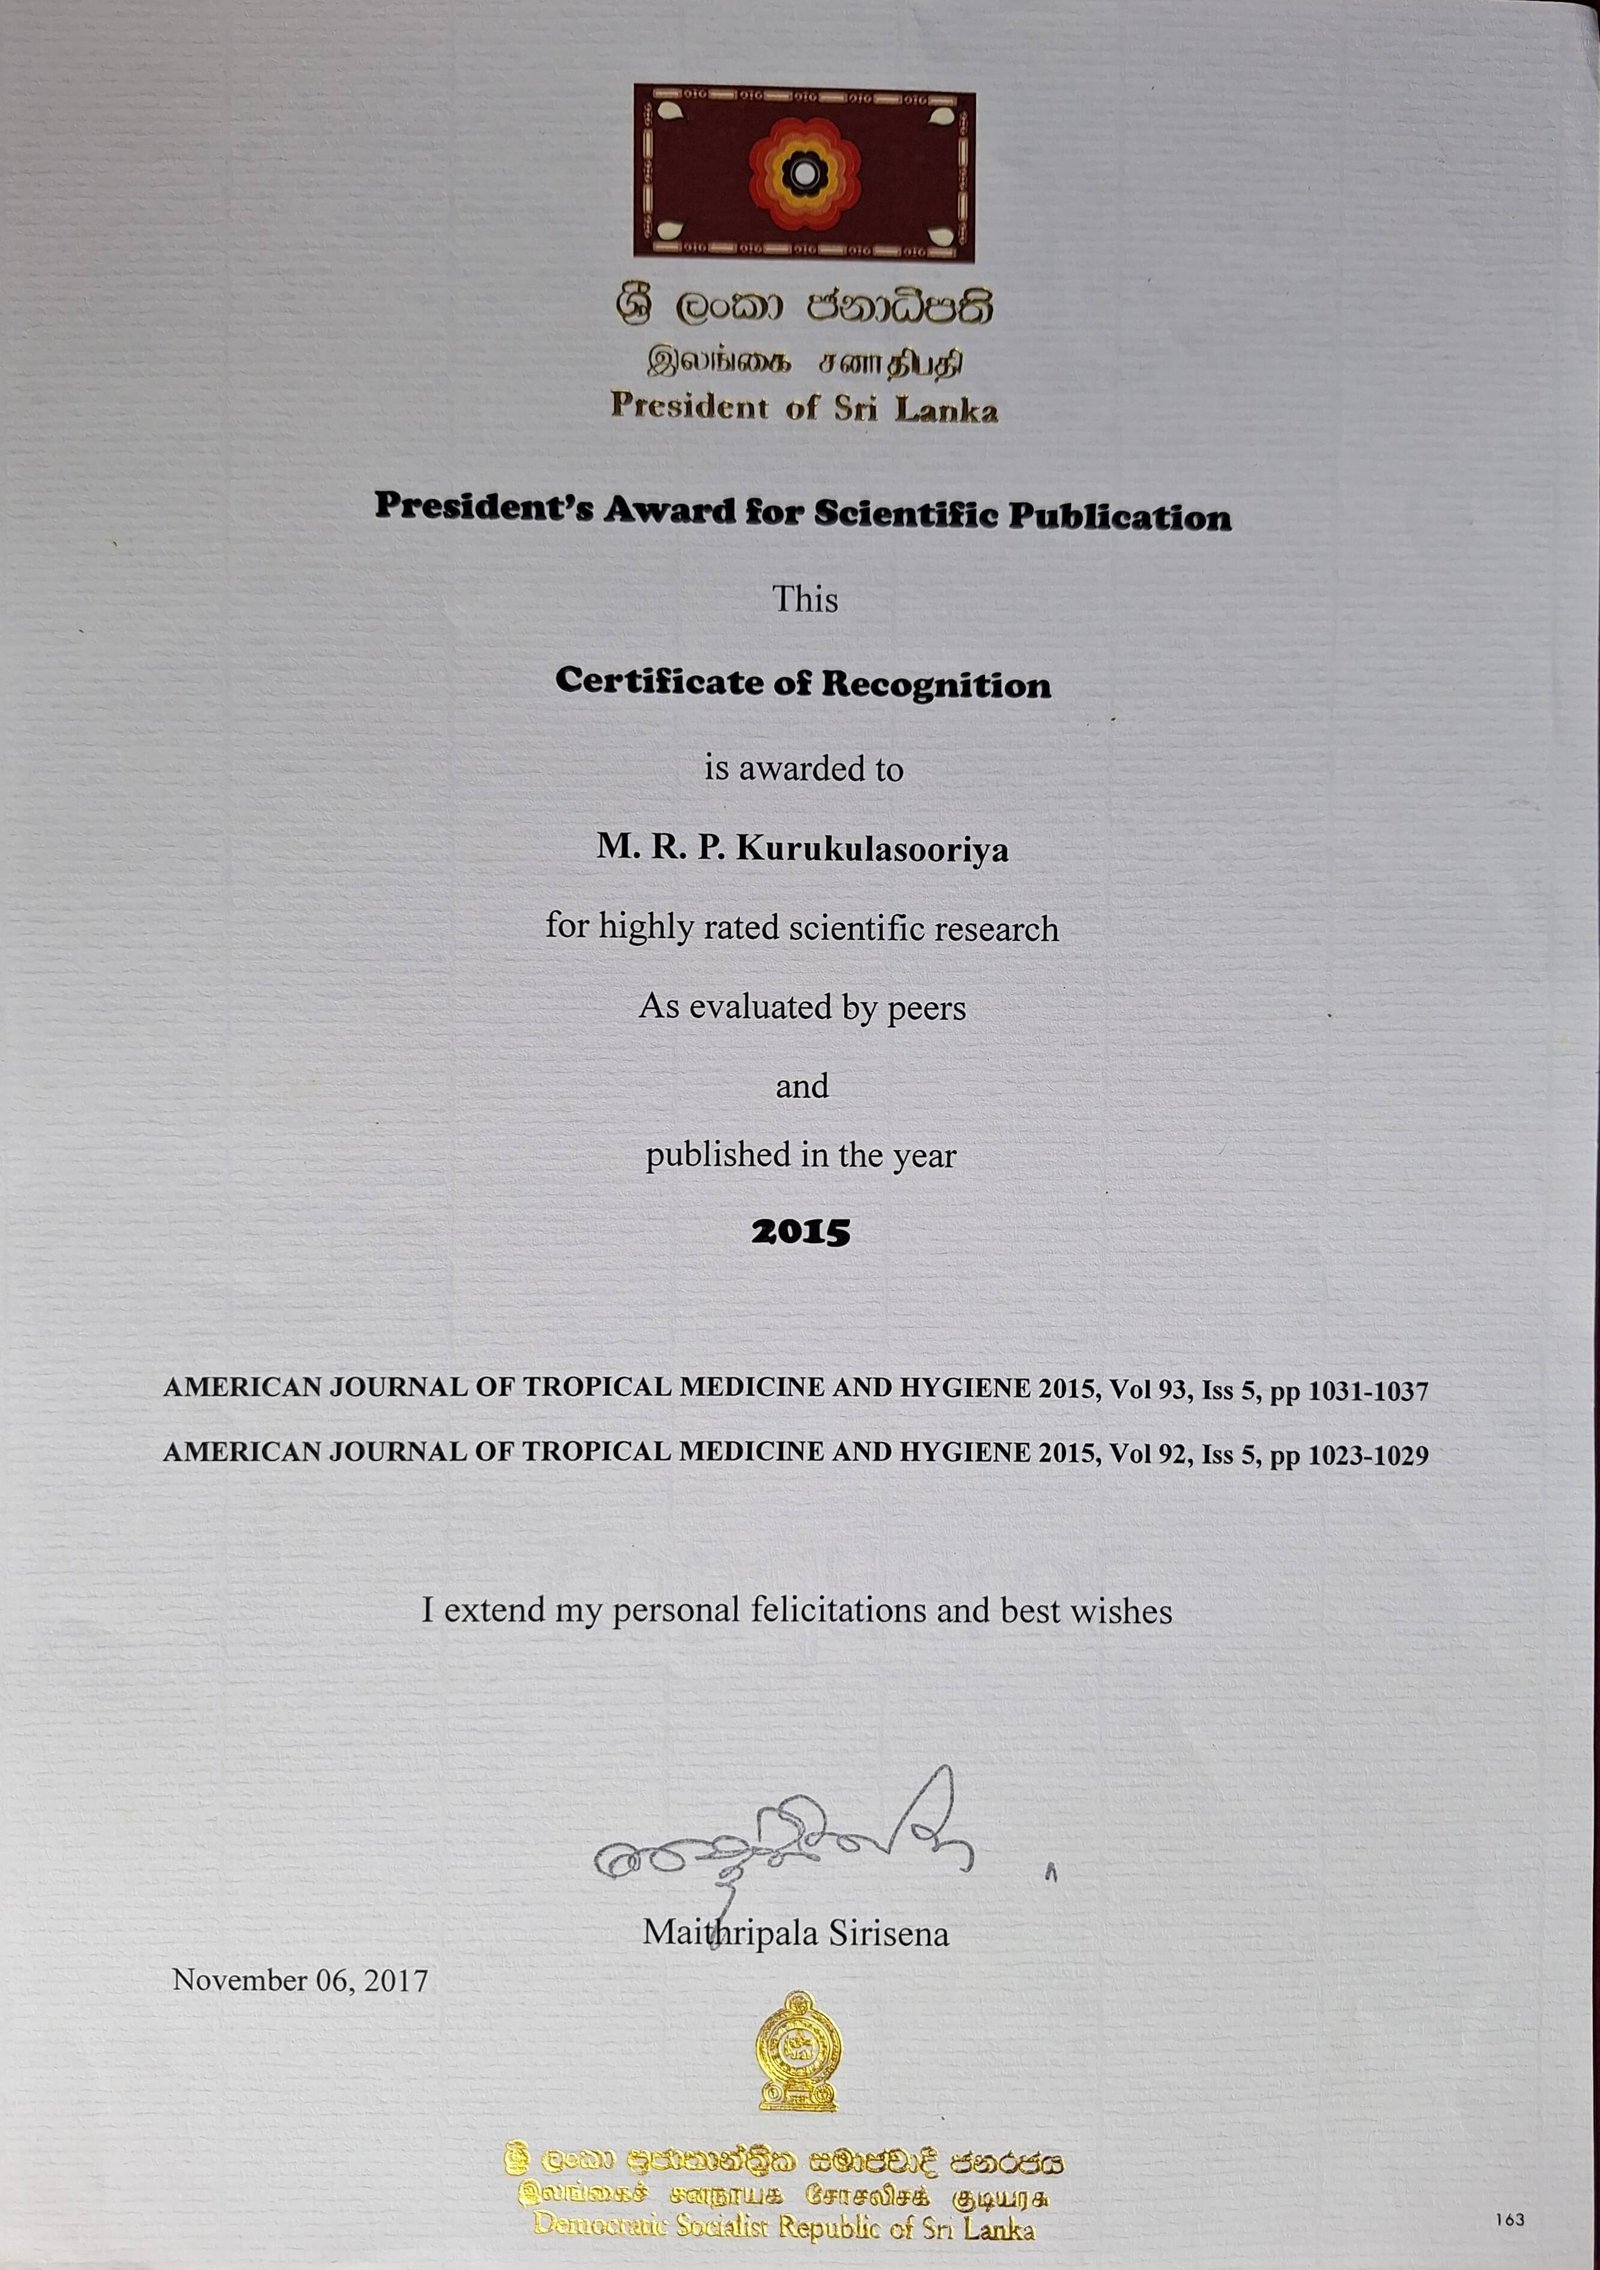 ශ්‍රී ලංකා ජනාධිපති
இலங்கை சனாதிபதி
President of Sri Lanka
President's Award for Scientific Publication
This
Certificate of Recognition
is awarded to
M. R. P. Kurukulasooriya
for highly rated scientific research
As evaluated by peers
and
published in the year
2015
AMERICAN JOURNAL OF TROPICAL MEDICINE AND HYGIENE 2015, Vol 93, Iss 5, pp 1031-1037
AMERICAN JOURNAL OF TROPICAL MEDICINE AND HYGIENE 2015, Vol 92, Iss 5, pp 1023-1029
I extend my personal felicitations and best wishes
Maithripala Sirisena
November 06, 2017
ශ්‍රී ලංකා ප්‍රජාතාන්ත්‍රික සමාජවාදී ජනරජය
இலங்கைச் சனநாயக சோசலிசக் குடியரசு
Democratic Socialist Republic of Sri Lanka
163